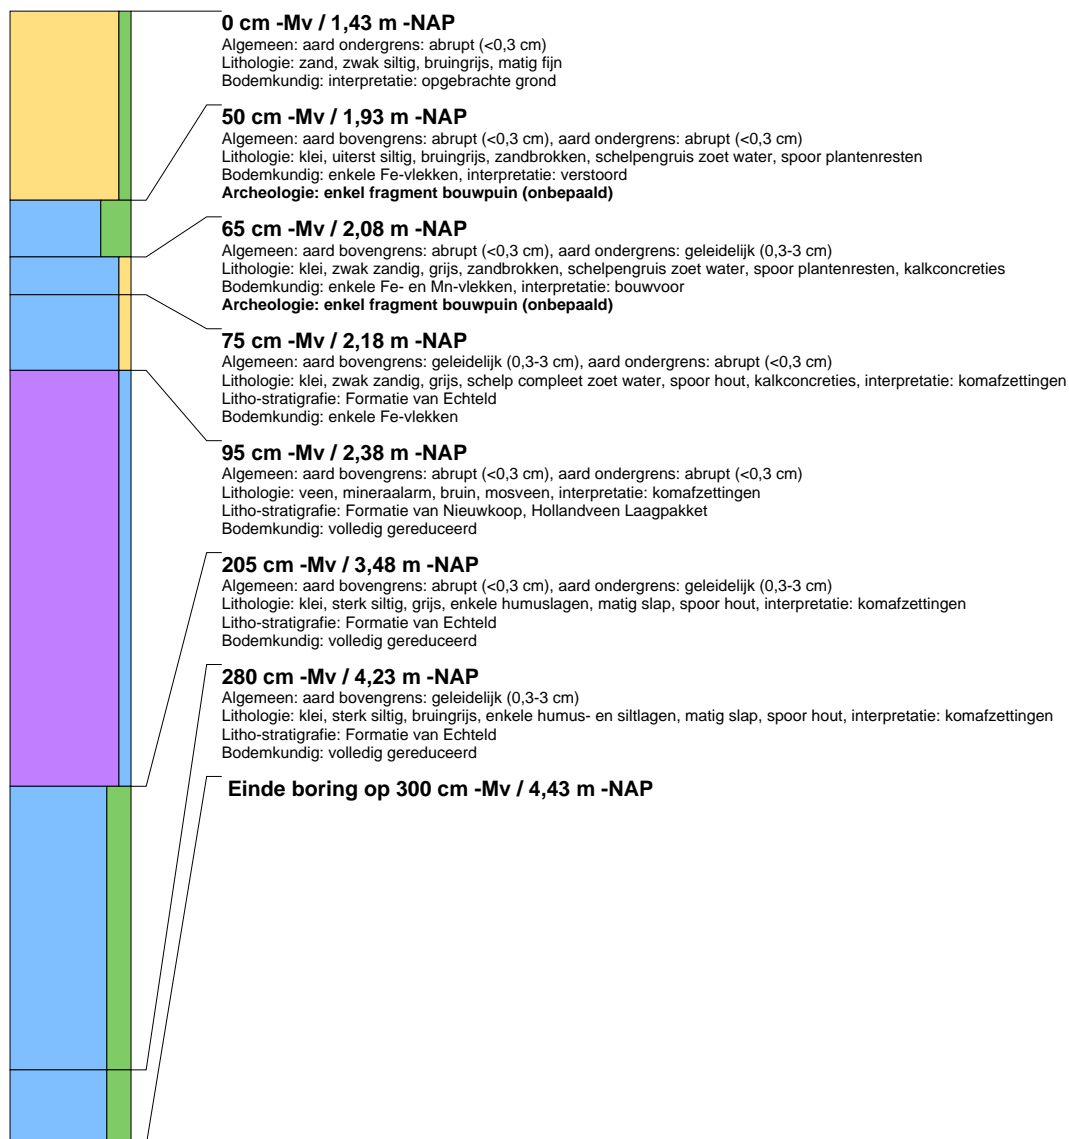 0 cm -Mv / 1,43 m -NAP
Algemeen: aard ondergrens: abrupt (<0,3 cm)
Lithologie: zand, zwak siltig, bruingrijs, matig fijn
Bodemkundig: interpretatie: opgebrachte grond
50 cm -Mv / 1,93 m -NAP
Algemeen: aard bovengrens: abrupt (<0,3 cm), aard ondergrens: abrupt (<0,3 cm)
Lithologie: klei, uiterst siltig, bruingrijs, zandbrokken, schelpengruis zoet water, spoor plantenresten
Bodemkundig: enkele Fe-vlekken, interpretatie: verstoord
Archeologie: enkel fragment bouwpuin (onbepaald)
65 cm -Mv / 2,08 m -NAP
Algemeen: aard bovengrens: abrupt (<0,3 cm), aard ondergrens: geleidelijk (0,3-3 cm)
Lithologie: klei, zwak zandig, grijs, zandbrokken, schelpengruis zoet water, spoor plantenresten, kalkconcreties
Bodemkundig: enkele Fe- en Mn-vlekken, interpretatie: bouwvoor
Archeologie: enkel fragment bouwpuin (onbepaald)
75 cm -Mv / 2,18 m -NAP
Algemeen: aard bovengrens: geleidelijk (0,3-3 cm), aard ondergrens: abrupt (<0,3 cm)
Lithologie: klei, zwak zandig, grijs, schelp compleet zoet water, spoor hout, kalkconcreties, interpretatie: komafzettingen
Litho-stratigrafie: Formatie van Echteld
Bodemkundig: enkele Fe-vlekken
95 cm -Mv / 2,38 m -NAP
Algemeen: aard bovengrens: abrupt (<0,3 cm), aard ondergrens: abrupt (<0,3 cm)
Lithologie: veen, mineraalarm, bruin, mosveen, interpretatie: komafzettingen
Litho-stratigrafie: Formatie van Nieuwkoop, Hollandveen Laagpakket
Bodemkundig: volledig gereduceerd
205 cm -Mv / 3,48 m -NAP
Algemeen: aard bovengrens: abrupt (<0,3 cm), aard ondergrens: geleidelijk (0,3-3 cm)
Lithologie: klei, sterk siltig, grijs, enkele humuslagen, matig slap, spoor hout, interpretatie: komafzettingen
Litho-stratigrafie: Formatie van Echteld
Bodemkundig: volledig gereduceerd
280 cm -Mv / 4,23 m -NAP
Algemeen: aard bovengrens: geleidelijk (0,3-3 cm)
Lithologie: klei, sterk siltig, bruingrijs, enkele humus- en siltlagen, matig slap, spoor hout, interpretatie: komafzettingen
Litho-stratigrafie: Formatie van Echteld
Bodemkundig: volledig gereduceerd
Einde boring op 300 cm -Mv / 4,43 m -NAP